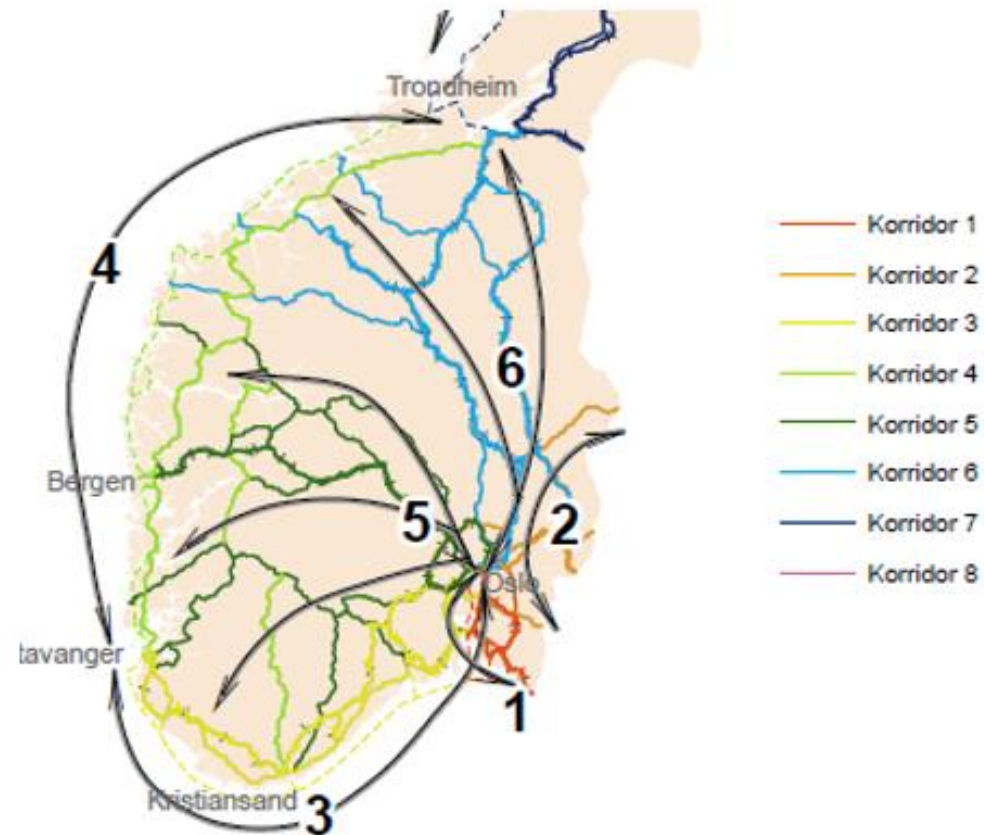 Trondheim
4
Korridor 1
Korridor 2
Korridor 3
Korridor 4
Korridor 5
Korridor 6
Korridor 7
Korridor 8
6
Bergen
5
2
Oslo
tavanger
1
Kristiansand
3